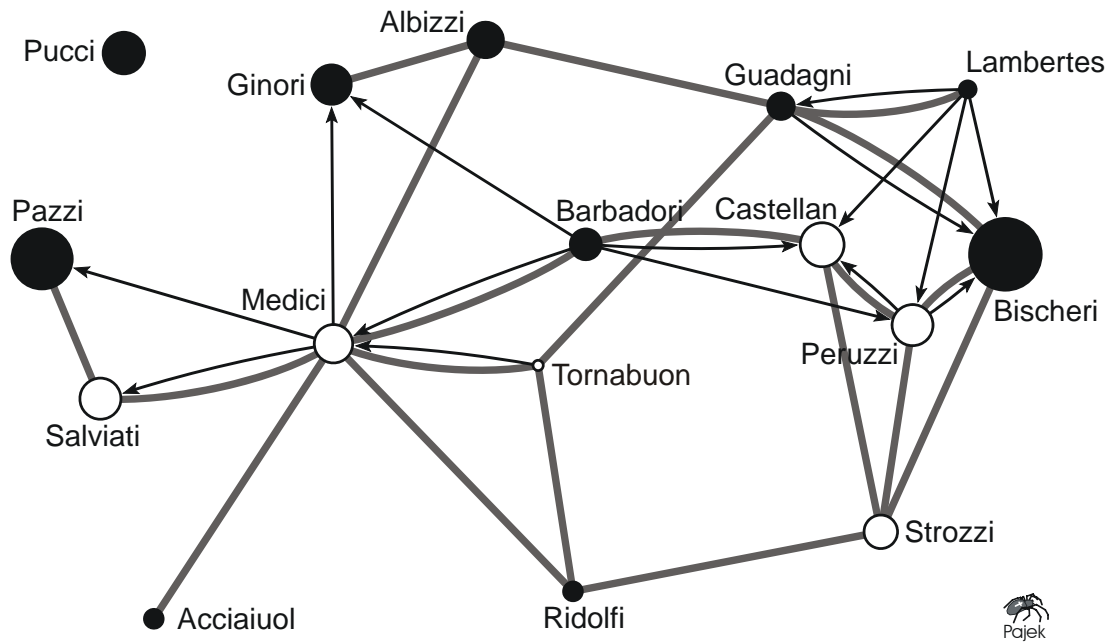 Albizzi
Pucci
Ginori
Guadagni
Lambertes
Pazzi
Barbadori
Castellan
Medici
Bischeri
Peruzzi
Tornabuon
Salviati
Strozzi
Acciaiuol
Ridolfi
Pajek